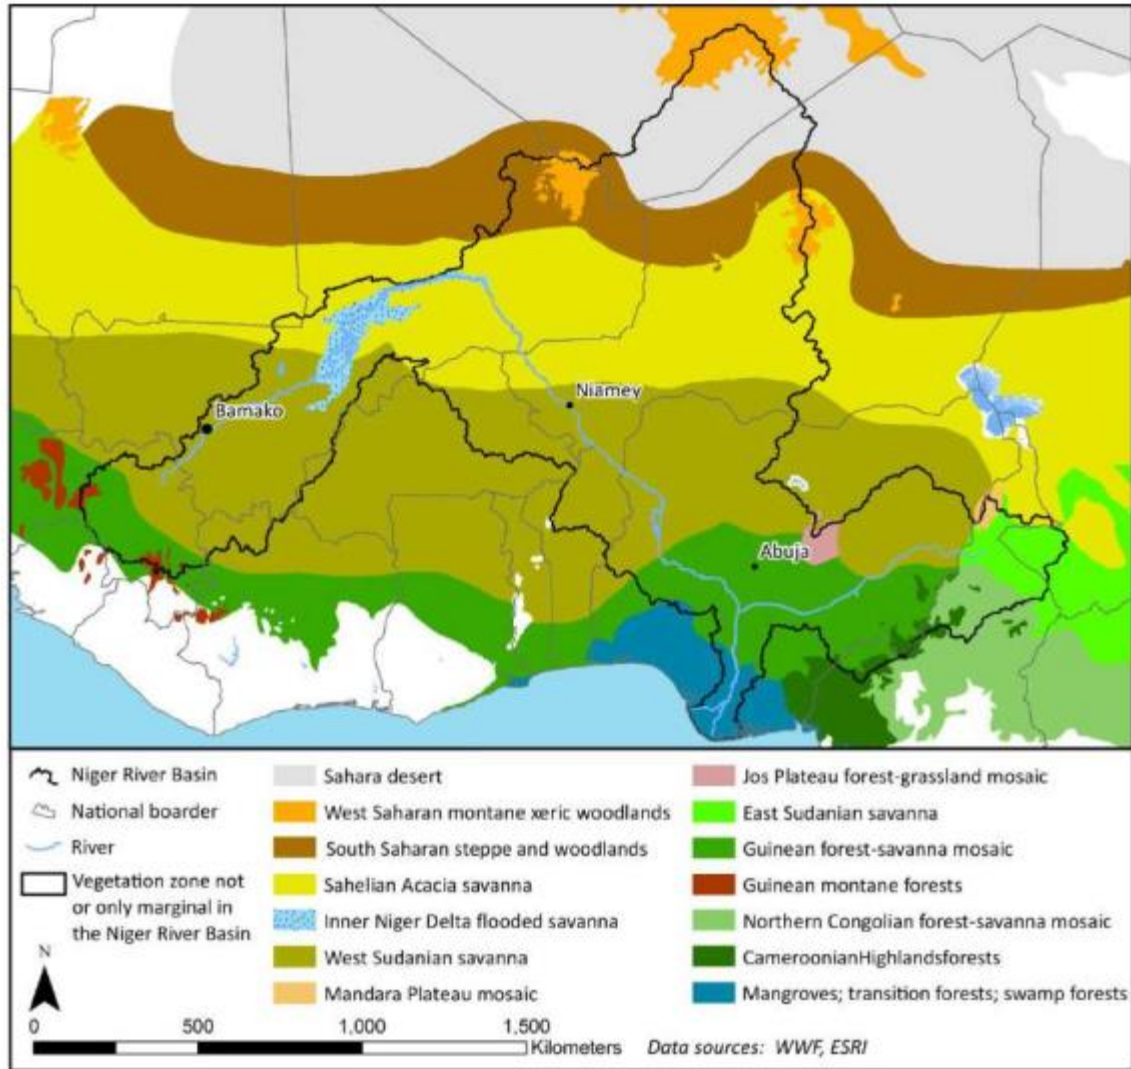 Niamey
Bamako
Abuja
Niger River Basin
National boarder
River
Vegetation zone not
or only marginal in
the Niger River Basin
N
Sahara desert
West Saharan montane xeric woodlands
South Saharan steppe and woodlands
Sahelian Acacia savanna
Inner Niger Delta flooded savanna
West Sudanian savanna
Mandara Plateau mosaic
Jos Plateau forest-grassland mosaic
East Sudanian savanna
Guinean forest-savanna mosaic
Guinean montane forests
Northern Congolian forest-savanna mosaic
CameroonianHighlandsforests
Mangroves; transition forests; swamp forests
0 500 1,000 1,500
Kilometers
Data sources: WWF, ESRI